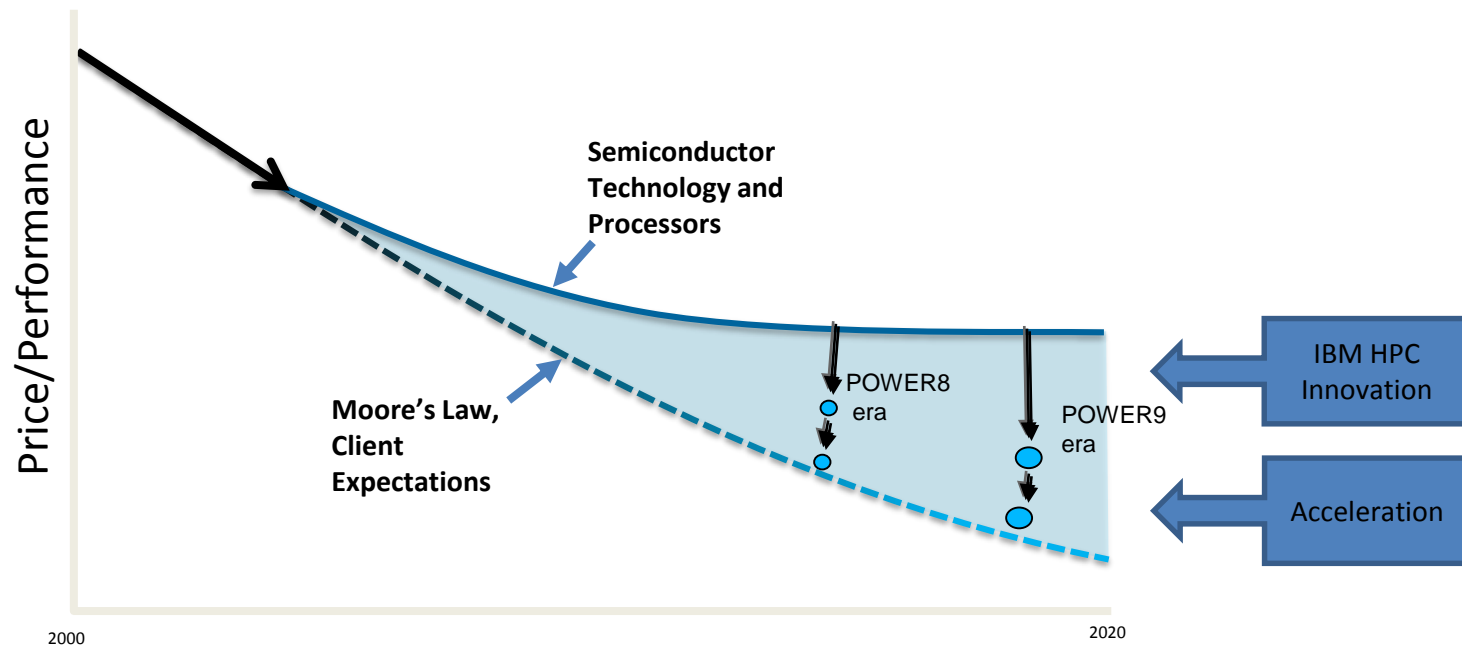 Price/Performance
Semiconductor
Technology and
Processors
Moore's Law,
Client
Expectations
POWER8
era
POWER9
era
IBM HPC
Innovation
Acceleration
2000
2020